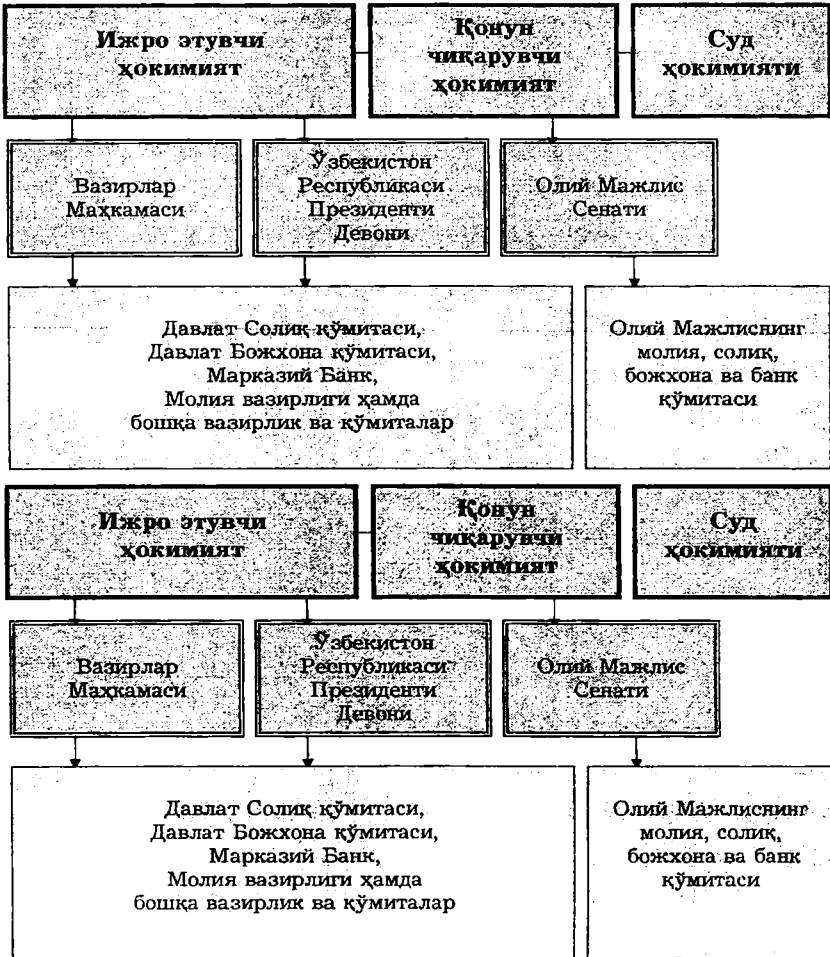 Ижро этувчи
ҳокимият
Қонун
чиқарувчи
ҳокимият
Суд
ҳокимияти
Вазирлар
Маҳкамаси
Ўзбекистон
Республикаси
Президенти
Девони
Олий Мажлис
Сенати
Давлат Солиқ қўмитаси,
Давлат Божхона қўмитаси,
Марказий Банк,
Молия вазирлиги ҳамда
бошқа вазирлик ва қўмиталар
Олий Мажлиснинг
молия, солиқ,
божхона ва банк
қўмитаси
Ижро этувчи
ҳокимият
Қонун
чиқарувчи
ҳокимият
Суд
ҳокимияти
Вазирлар
Маҳкамаси
Ўзбекистон
Республикаси
Президенти
Девони
Олий Мажлис
Сенати
Давлат Солиқ қўмитаси,
Давлат Божхона қўмитаси,
Марказий Банк,
Молия вазирлиги ҳамда
бошқа вазирлик ва қўмиталар
Олий Мажлиснинг
молия, солиқ,
божхона ва банк
қўмитаси